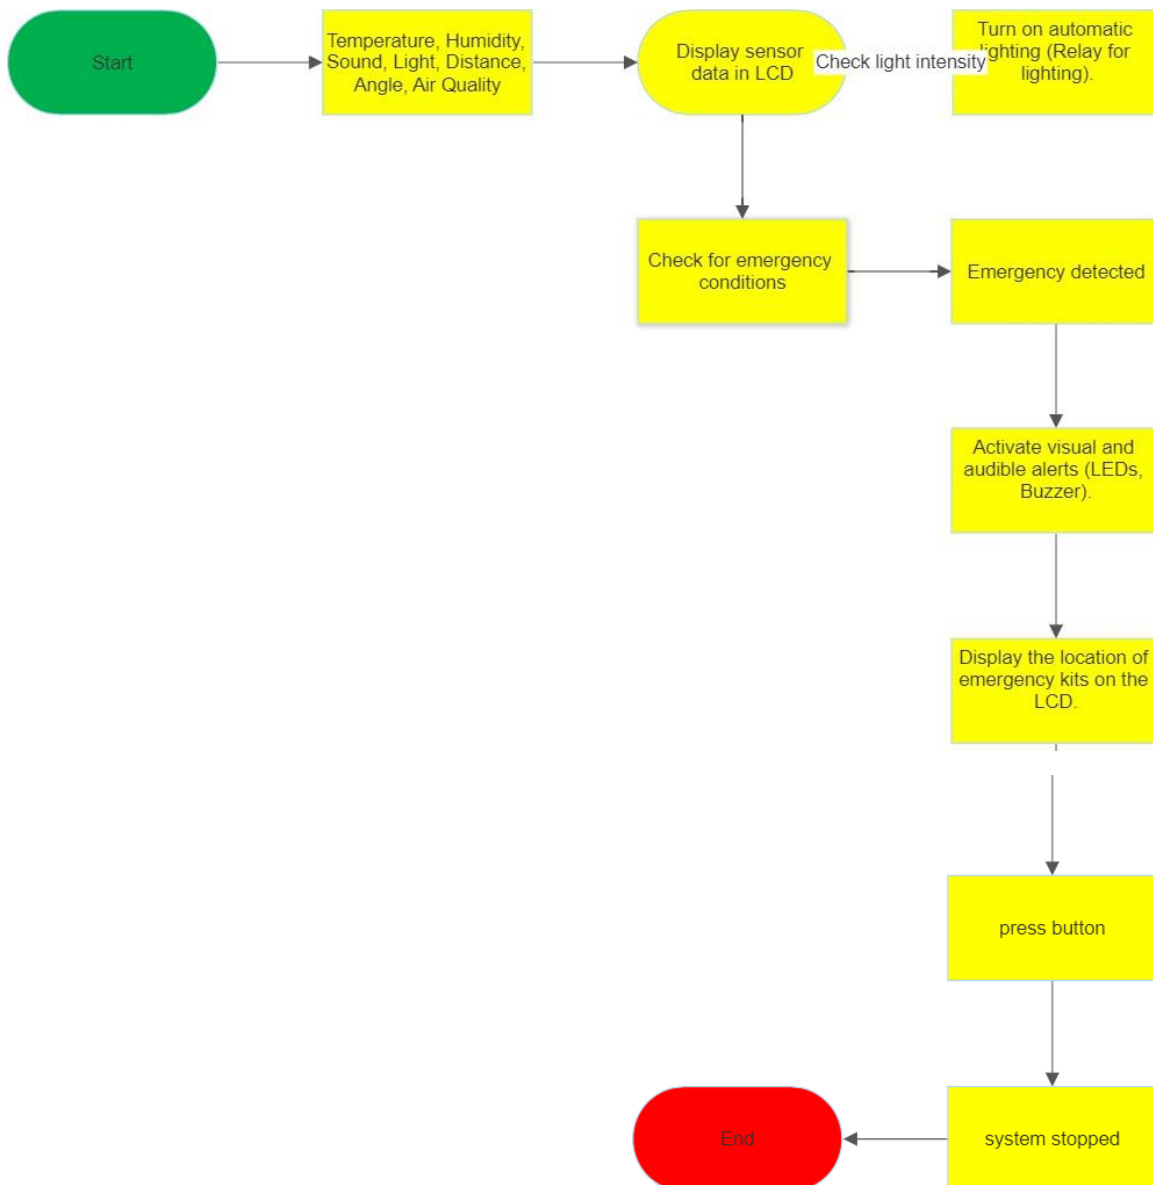 Start
Temperature, Humidity,
Sound, Light, Distance,
Angle, Air Quality
Display sensor
data in LCD
Check light intensity
Turn on automatic
lighting (Relay for
lighting).
Check for emergency
conditions
Emergency detected
Activate visual and
audible alerts (LEDs,
Buzzer).
Display the location of
emergency kits on the
LCD.
press button
system stopped
End